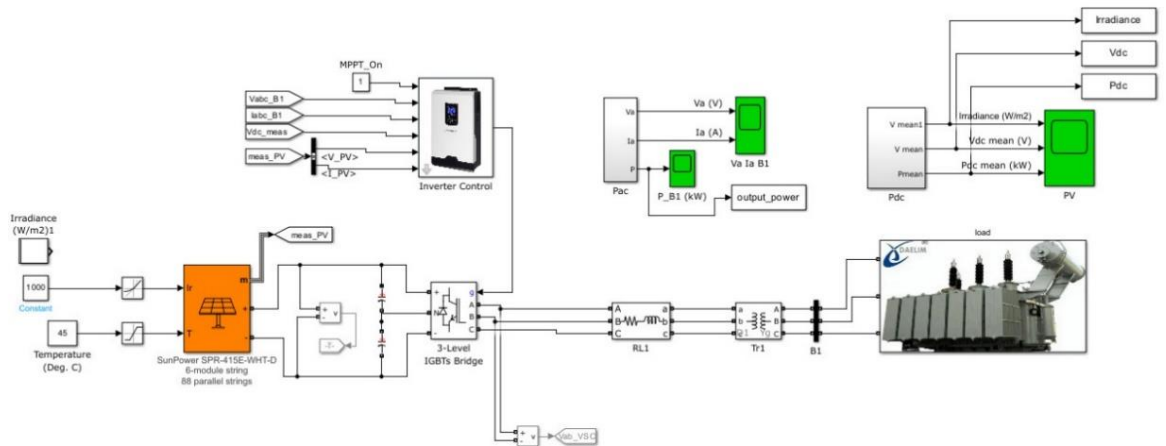 Irradiance
Vdc
Pdc
MPPT_On
1
Vabc_B1
Iabc_B1
Vdc_meas
meas_PV
<V_PV>
<I_PV>
Inverter Control
Va
Ia
P
Va (V)
Ia (A)
Va Ia B1
Pac
P_B1 (kW)
output_power
V mean1
V mean
Pmean
Irradiance (W/m2)
Vdc mean (V)
Pdc mean (kW)
Pdc
PV
Irradiance
(W/m2)1
1000
Constant
45
Temperature
(Deg. C)
meas_PV
Ir
T
m
+
-
SunPower SPR-415E-WHT-D
6-module string
88 parallel strings
+
-
v
+
N
-
g
A
B
C
3-Level
IGBTs Bridge
A
B
C
a
b
c
RL1
a
b
c
Yg
A
B
C
Tr1
B1
load
DAELIM
+
-
v
Vab_VSC